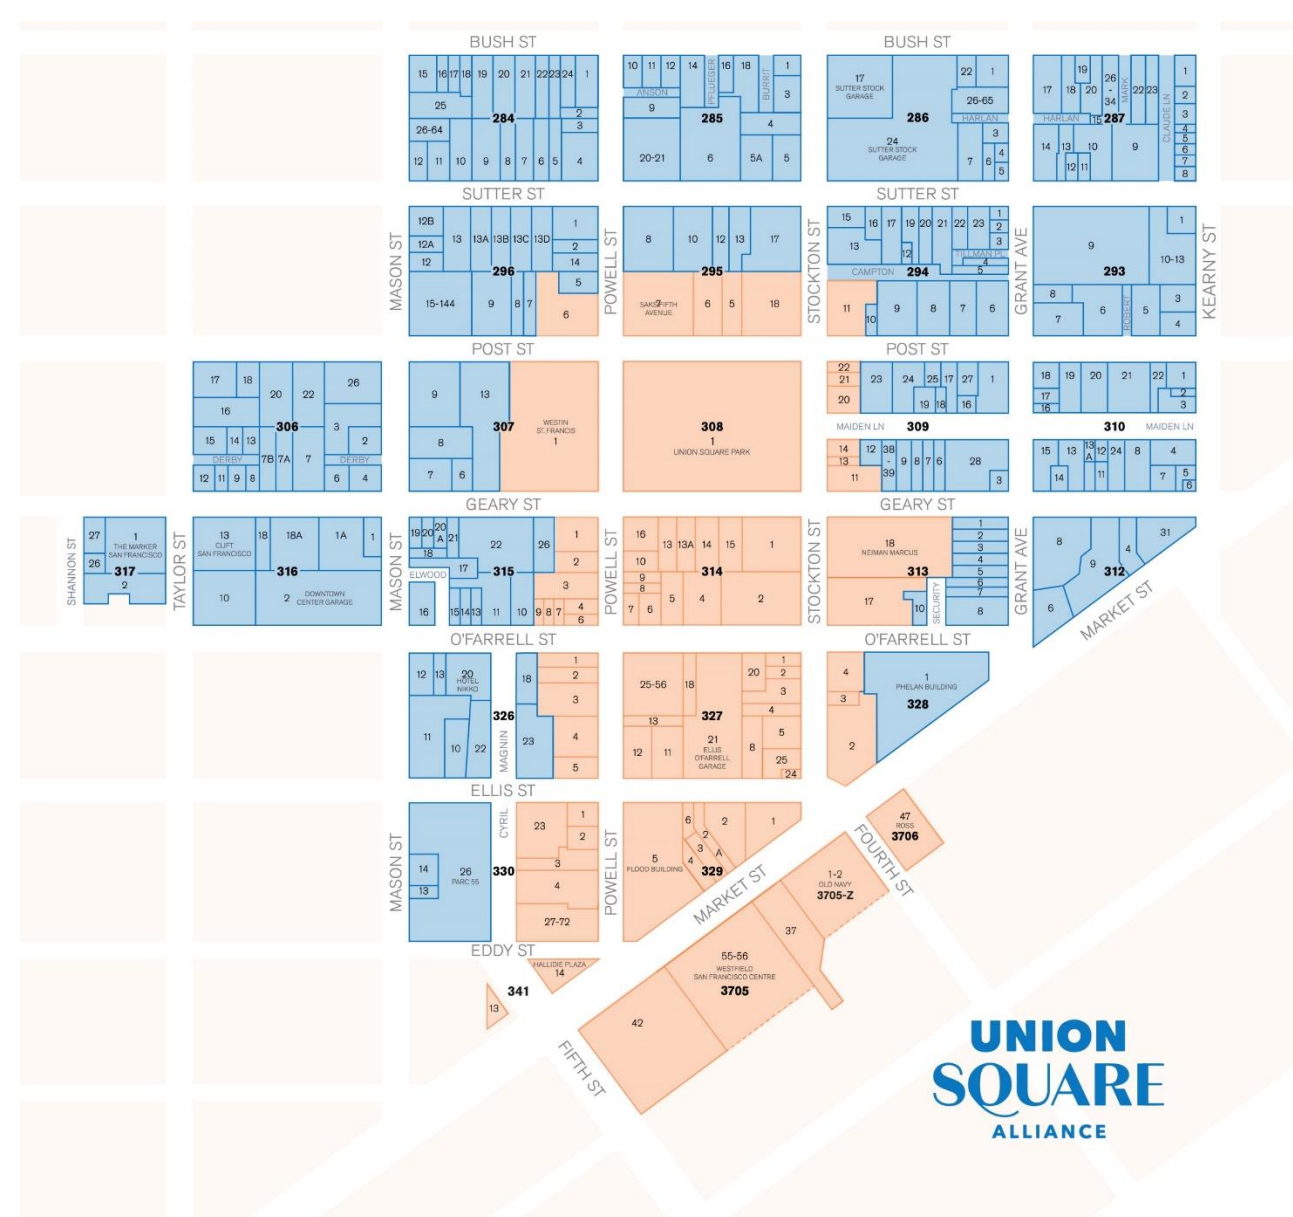 BUSH ST
BUSH ST
15 16 17 18 19 20 21 22 23 24 1
25
2
284
3
26-64
12 11 10 9 8 7 6 5 4
10 11 12 14 PFLUEGER 16 18 BURRIT 1
ANSON
3
9
285
4
20-21 6 5A 5
17
SUTTER STOCK
GARAGE
22 1
26-65
286
HARLAN
24
SUTTER STOCK
GARAGE
3
7 6 4
5
17 18 19 20 26
-
34
MARK
22 23
CLAUDE LN
1
2
3
4
5
6
7
8
HARLAN
15
287
14 13 10 9
12 11
SUTTER ST
SUTTER ST
MASON ST
POWELL ST
STOCKTON ST
GRANT AVE
KEARNY ST
12B
12A
12
13 13A 13B 13C 13D
1
2
14
5
296
15-144 9 8 7 6
8 10 12 13 17
295
7
SAKS FIFTH
AVENUE
6 5 18
15 16 17 19 20 21 22 23 1
2
3
13
12
TILLMAN PL
4
5
CAMPTON
294
11 10 9 8 7 6
9
1
10-13
293
8
7
6
ROBERT
5
3
4
POST ST
POST ST
17 18 20 22 26
16
306
3
2
15 14 13
DERBY
7B 7A 7
DERBY
12 11 9 8 6 4
9 13
307
8
7 6
WESTIN
ST. FRANCIS
1
308
1
UNION SQUARE PARK
22
21
20
23 24 25 17 27 1
19 18 16
MAIDEN LN
309
14
13
11
12 38
-
39
9 8 7 6 28
3
18 19 20 21 22 1
2
3
17
16
310
MAIDEN LN
15 13 13
A
12 24 8 4
14 11 7 5
6
GEARY ST
GEARY ST
SHANNON ST
TAYLOR ST
MASON ST
POWELL ST
STOCKTON ST
GRANT AVE
27
26
1
THE MARKER
SAN FRANCISCO
317
2
13
CLIFT
SAN FRANCISCO
18 18A 1A 1
316
10
2 DOWNTOWN
CENTER GARAGE
19 20 20
A
21 22 26 1
18
17
2
ELWOOD
315
3
16 15 14 13 11 10 9 8 7 4
6
16 13 13A 14 15 1
10
314
9
8
7 6 5 4 2
18
NEIMAN MARCUS
313
17
10
SECURITY
1
2
3
4
5
6
7
8
8 9 4 31
312
6
MARKET ST
O'FARRELL ST
O'FARRELL ST
12 13 20
HOTEL
NIKKO
18
1
2
3
326
11 10 22
MAGNIN
23
4
5
25-56 18 20 1
2
3
4
327
13
12 11
21
ELLIS
O'FARRELL
GARAGE
8
5
25
24
4
3
2
1
PHELAN BUILDING
328
ELLIS ST
MASON ST
CYRIL
POWELL ST
MARKET ST
FOURTH ST
14
13
26
PARC 55
330
23
1
2
3
4
27-72
5
FLOOD BUILDING
6 2 2 1
3
4 A
329
47
ROSS
3706
1-2
OLD NAVY
3705-Z
37
EDDY ST
HALLIDIE PLAZA
14
341
13
55-56
WESTFIELD
SAN FRANCISCO CENTRE
3705
42
FIFTH ST
UNION
SQUARE
ALLIANCE